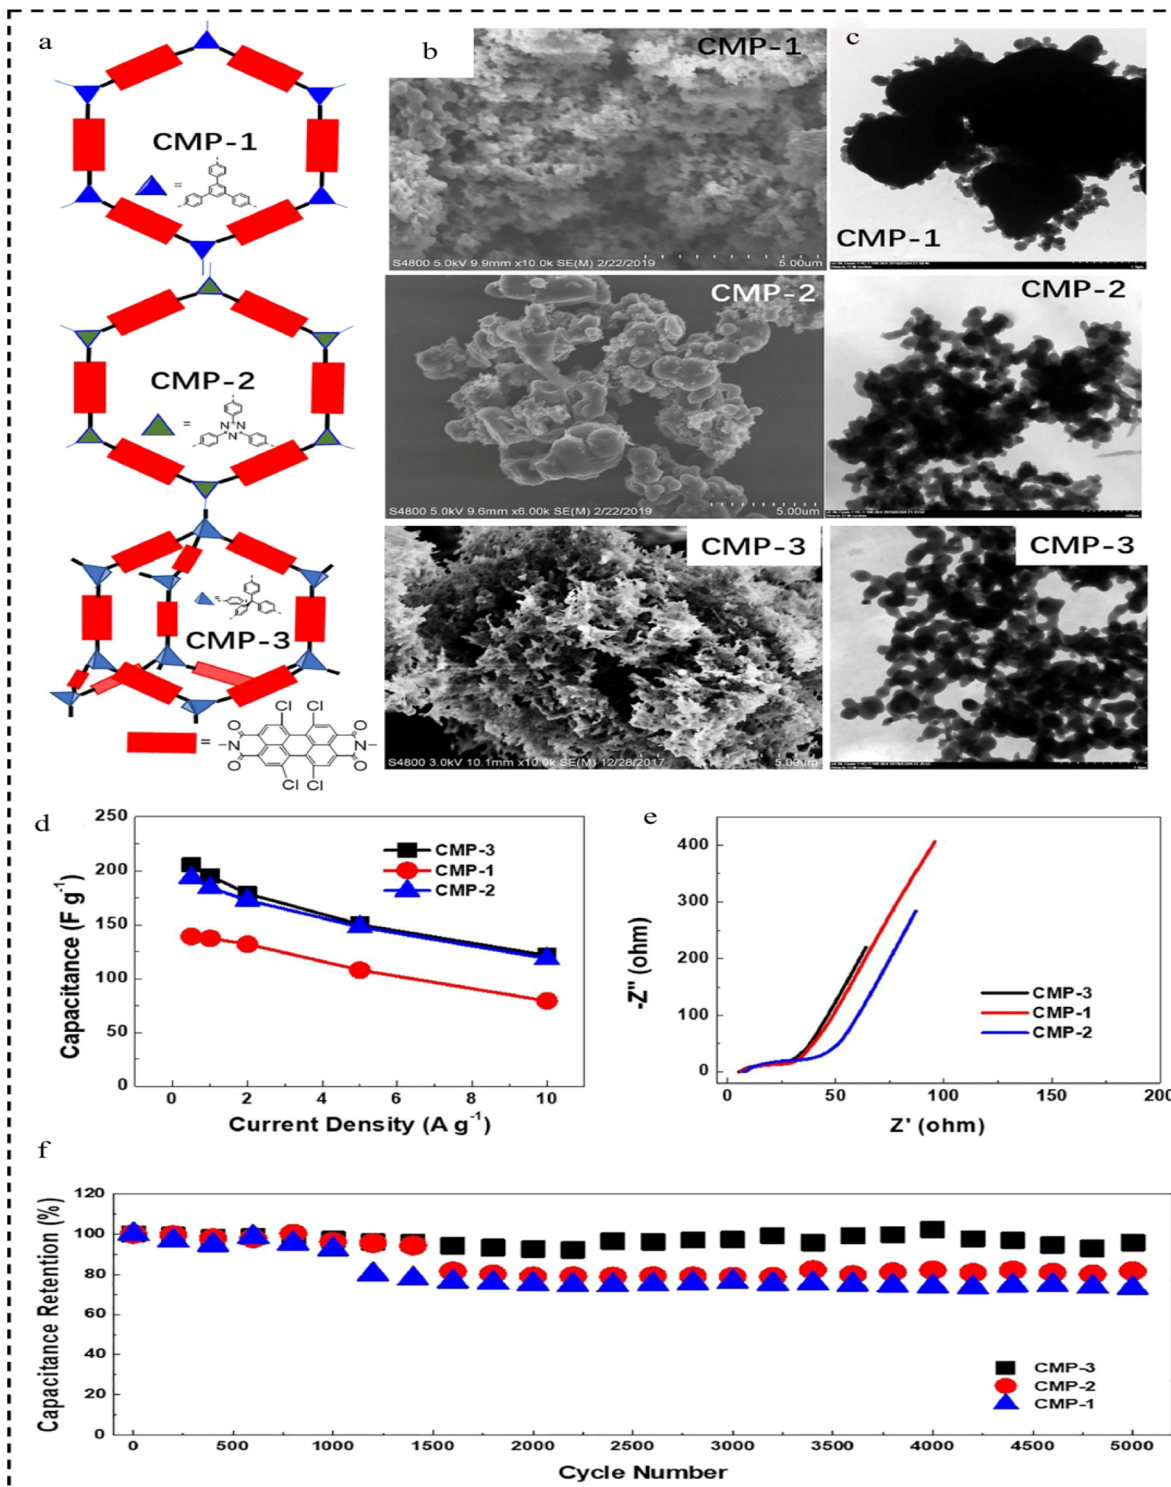 a
CMP-1
=
CMP-2
=
N N
N
CMP-3
=
=
Cl Cl
O O
N N
O O
Cl Cl
b
CMP-1
S4800 5.0kV 9.9mm x10.0k SE(M) 2/22/2019 5.00um
CMP-2
S4800 5.0kV 9.6mm x6.00k SE(M) 2/22/2019 5.00um
CMP-3
S4800 3.0kV 10.1mm x10.0k SE(M) 12/28/2017 5.00um
c
CMP-1
CMP-2
CMP-3
d
Capacitance (F g⁻¹)
250
200
150
100
50
0
CMP-3
CMP-1
CMP-2
0 2 4 6 8 10
Current Density (A g⁻¹)
e
-Z" (ohm)
400
300
200
100
0
CMP-3
CMP-1
CMP-2
0 50 100 150 200
Z' (ohm)
f
Capacitance Retention (%)
120
100
80
60
40
20
0
CMP-3
CMP-2
CMP-1
0 500 1000 1500 2000 2500 3000 3500 4000 4500 5000
Cycle Number